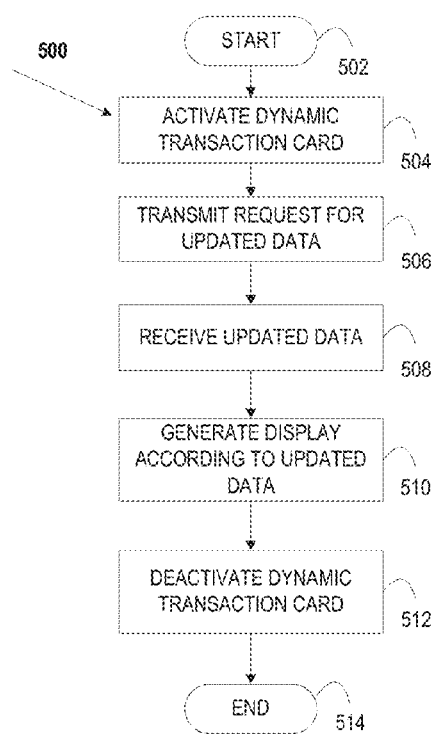 500
START
502
ACTIVATE DYNAMIC
TRANSACTION CARD
504
TRANSMIT REQUEST FOR
UPDATED DATA
506
RECEIVE UPDATED DATA
508
GENERATE DISPLAY
ACCORDING TO UPDATED
DATA
510
DEACTIVATE DYNAMIC
TRANSACTION CARD
512
END
514